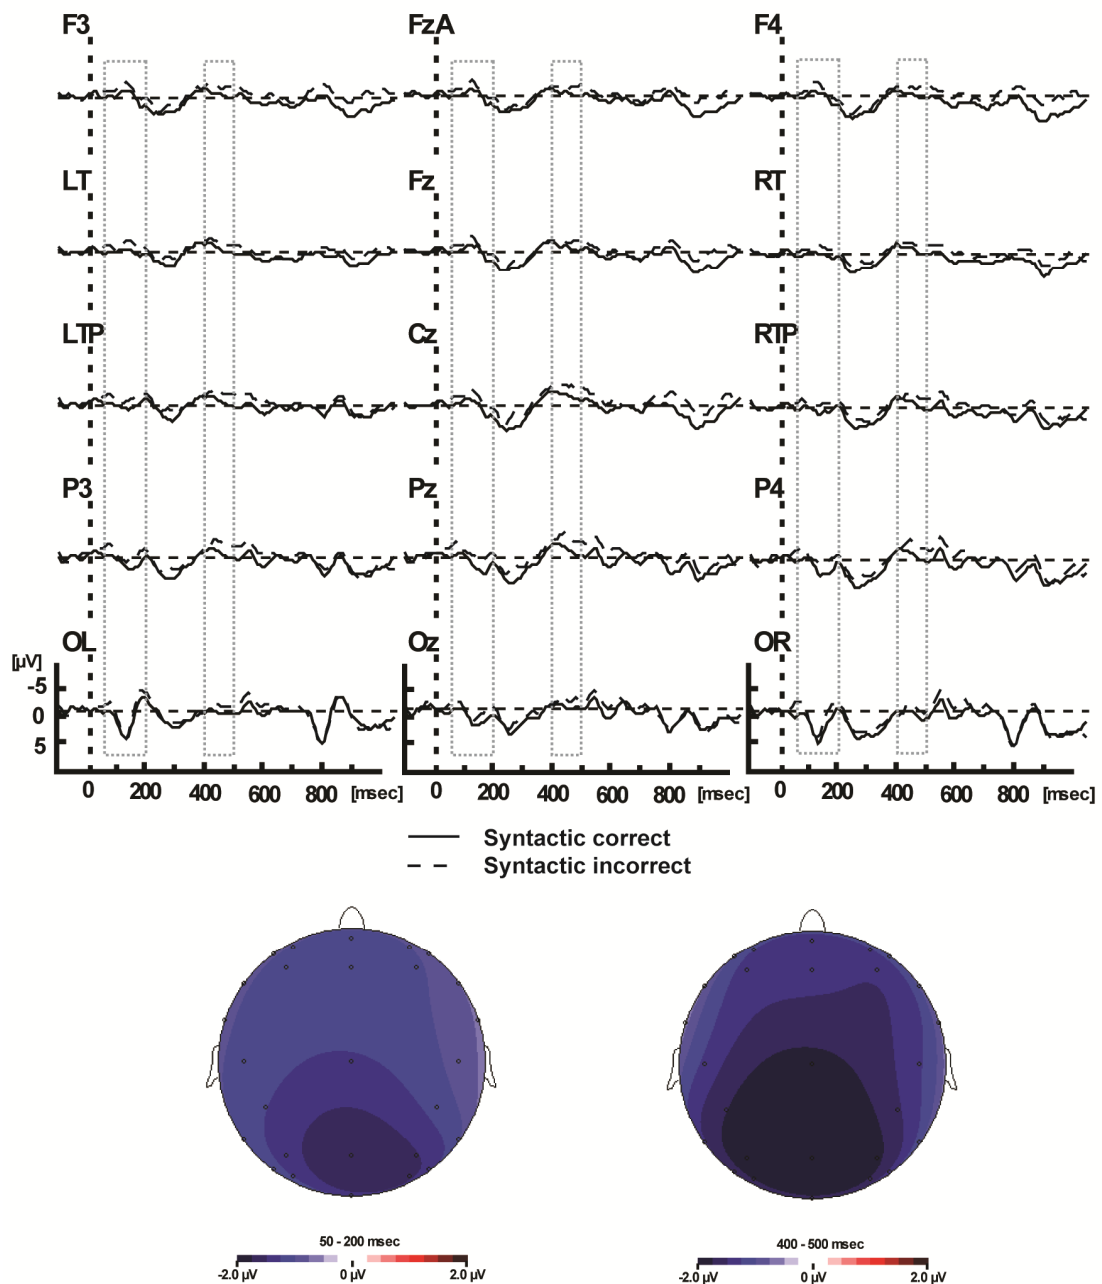 F3 FzA F4
LT Fz RT
LTP Cz RTP
P3 Pz P4
OL Oz OR
[µV]
-5
0
5
0 200 400 600 800 [msec] 0 200 400 600 800 [msec] 0 200 400 600 800 [msec]
Syntactic correct
Syntactic incorrect
50 - 200 msec 400 - 500 msec
-2.0 µV 0 µV 2.0 µV -2.0 µV 0 µV 2.0 µV